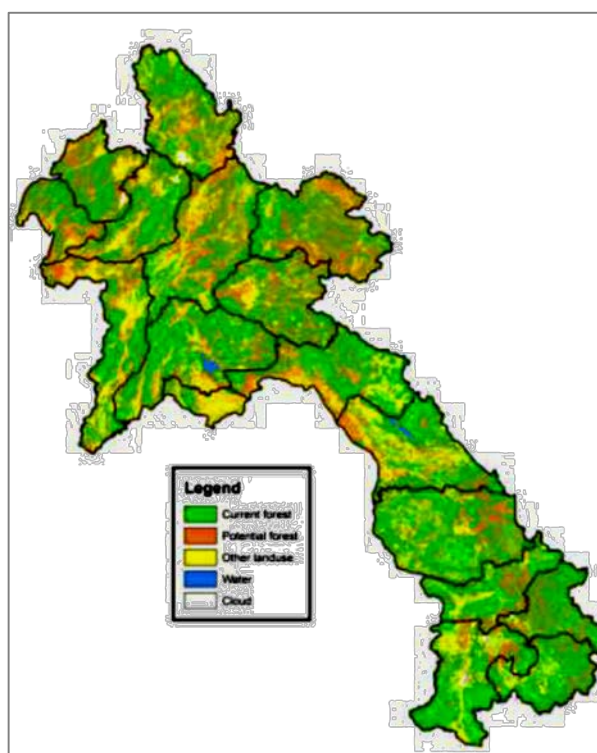 Legend
Current forest
Potential forest
Other landuse
Water
Cloud